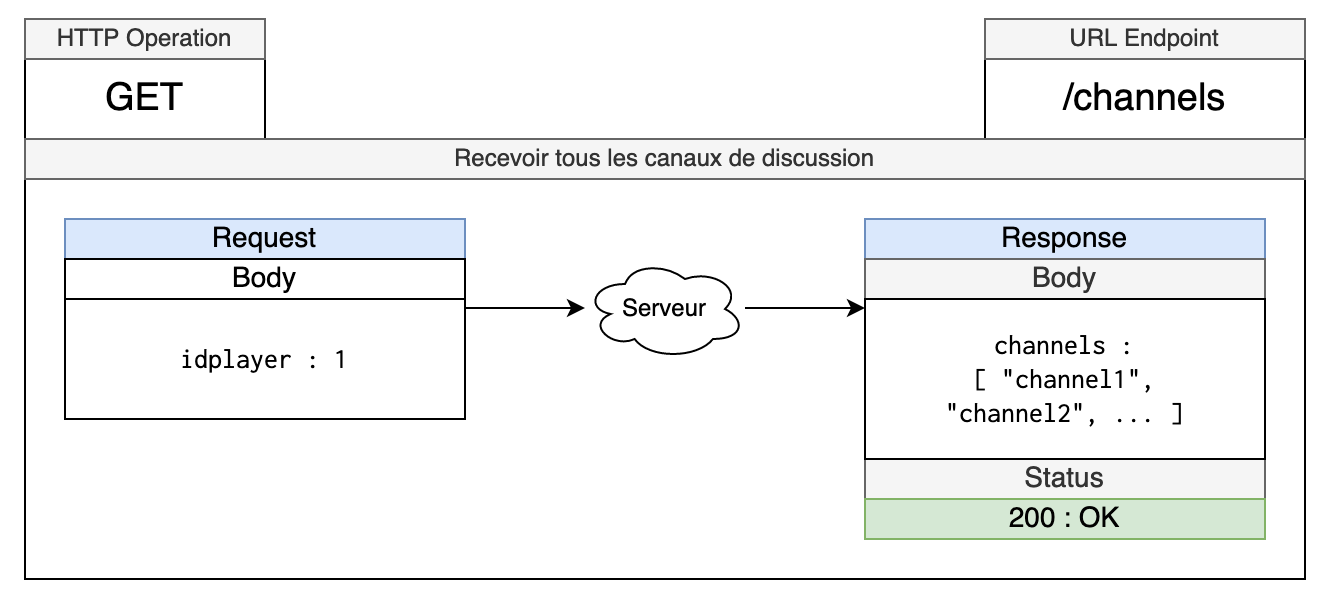 HTTP Operation
URL Endpoint
GET
/channels
Recevoir tous les canaux de discussion
Request
Body
idplayer : 1
Serveur
Response
Body
channels :
[ "channel1",
"channel2", ... ]
Status
200 : OK